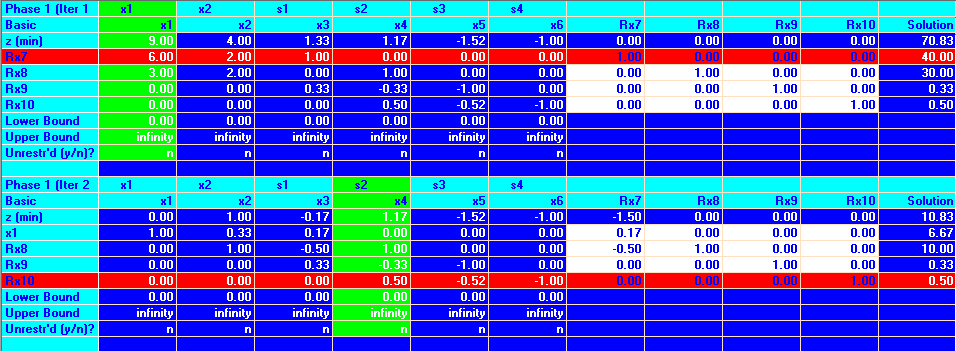 Phase 1 (Iter 1 x1 x2 s1 s2 s3 s4
Basic x1 x2 x3 x4 x5 x6 Rx7 Rx8 Rx9 Rx10 Solution
z (min) 9.00 4.00 1.33 1.17 -1.52 -1.00 0.00 0.00 0.00 0.00 70.83
Rx7 6.00 2.00 1.00 0.00 0.00 0.00 1.00 0.00 0.00 0.00 40.00
Rx8 3.00 2.00 0.00 1.00 0.00 0.00 0.00 1.00 0.00 0.00 30.00
Rx9 0.00 0.00 0.33 -0.33 -1.00 0.00 0.00 0.00 1.00 0.00 0.33
Rx10 0.00 0.00 0.00 0.50 -0.52 -1.00 0.00 0.00 0.00 1.00 0.50
Lower Bound 0.00 0.00 0.00 0.00 0.00 0.00
Upper Bound infinity infinity infinity infinity infinity infinity
Unrestr'd (y/n)? n n n n n n
Phase 1 (Iter 2 x1 x2 s1 s2 s3 s4
Basic x1 x2 x3 x4 x5 x6 Rx7 Rx8 Rx9 Rx10 Solution
z (min) 0.00 1.00 -0.17 1.17 -1.52 -1.00 -1.50 0.00 0.00 0.00 10.83
x1 1.00 0.33 0.17 0.00 0.00 0.00 0.17 0.00 0.00 0.00 6.67
Rx8 0.00 1.00 -0.50 1.00 0.00 0.00 -0.50 1.00 0.00 0.00 10.00
Rx9 0.00 0.00 0.33 -0.33 -1.00 0.00 0.00 0.00 1.00 0.00 0.33
Rx10 0.00 0.00 0.00 0.50 -0.52 -1.00 0.00 0.00 0.00 1.00 0.50
Lower Bound 0.00 0.00 0.00 0.00 0.00 0.00
Upper Bound infinity infinity infinity infinity infinity infinity
Unrestr'd (y/n)? n n n n n n